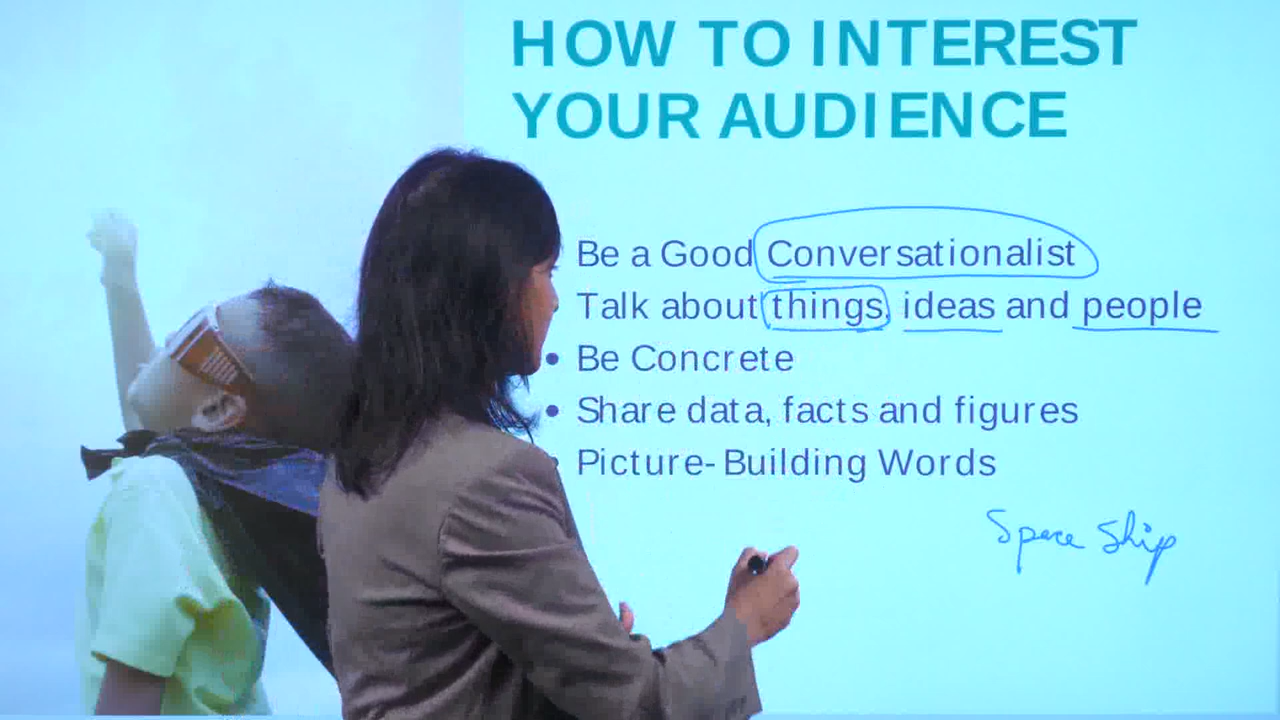 HOW TO INTEREST
YOUR AUDIENCE
Be a Good Conversationalist
Talk about things, ideas and people
• Be Concrete
• Share data, facts and figures
• Picture-Building Words
Space Ship